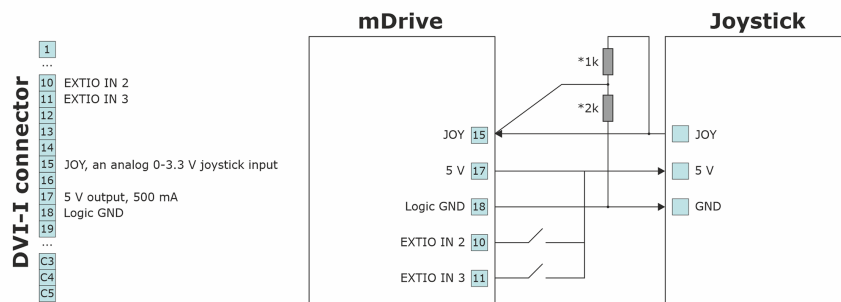 mDrive
Joystick
DVI-I connector
1
...
10 EXTIO IN 2
11 EXTIO IN 3
12
13
14
15 JOY, an analog 0-3.3 V joystick input
16
17 5 V output, 500 mA
18 Logic GND
19
...
C3
C4
C5
*1k
*2k
JOY 15
5 V 17
Logic GND 18
EXTIO IN 2 10
EXTIO IN 3 11
JOY
5 V
GND